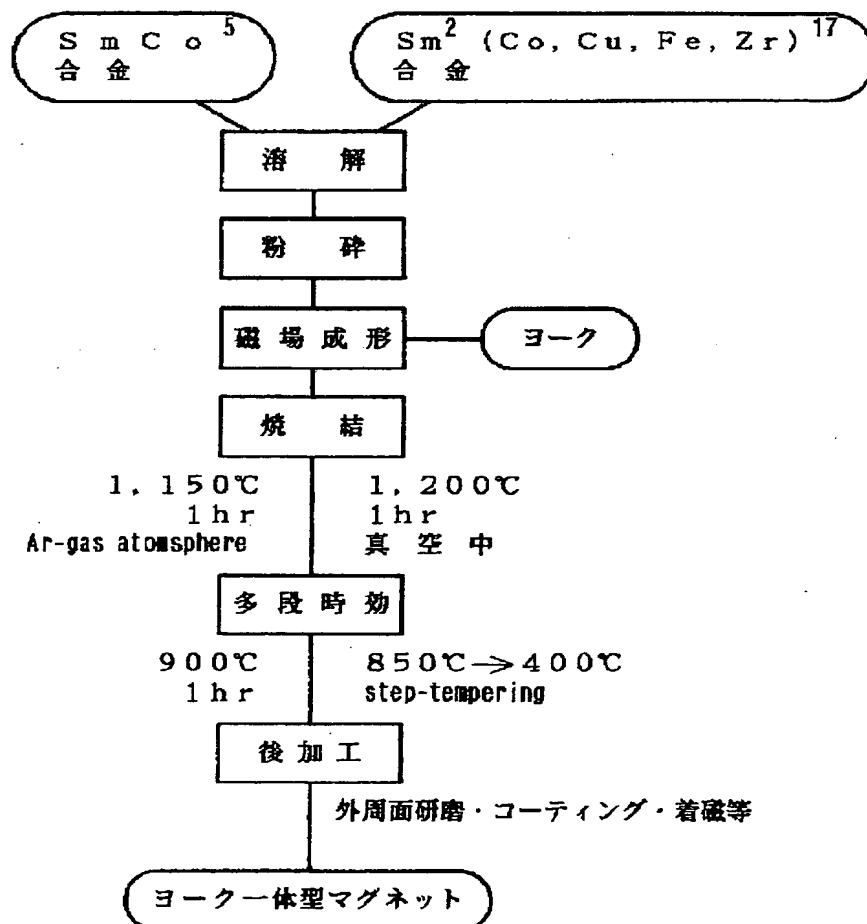 SmCo⁵
合金
Sm² (Co, Cu, Fe, Zr)¹⁷
合金
溶解
粉砕
磁場成形
ヨーク
焼結
1,150℃
1hr
Ar-gas atomsphere
1,200℃
1hr
真空中
多段時効
900℃
1hr
850℃→400℃
step-tempering
後加工
外周面研磨・コーティング・着磁等
ヨーク一体型マグネット